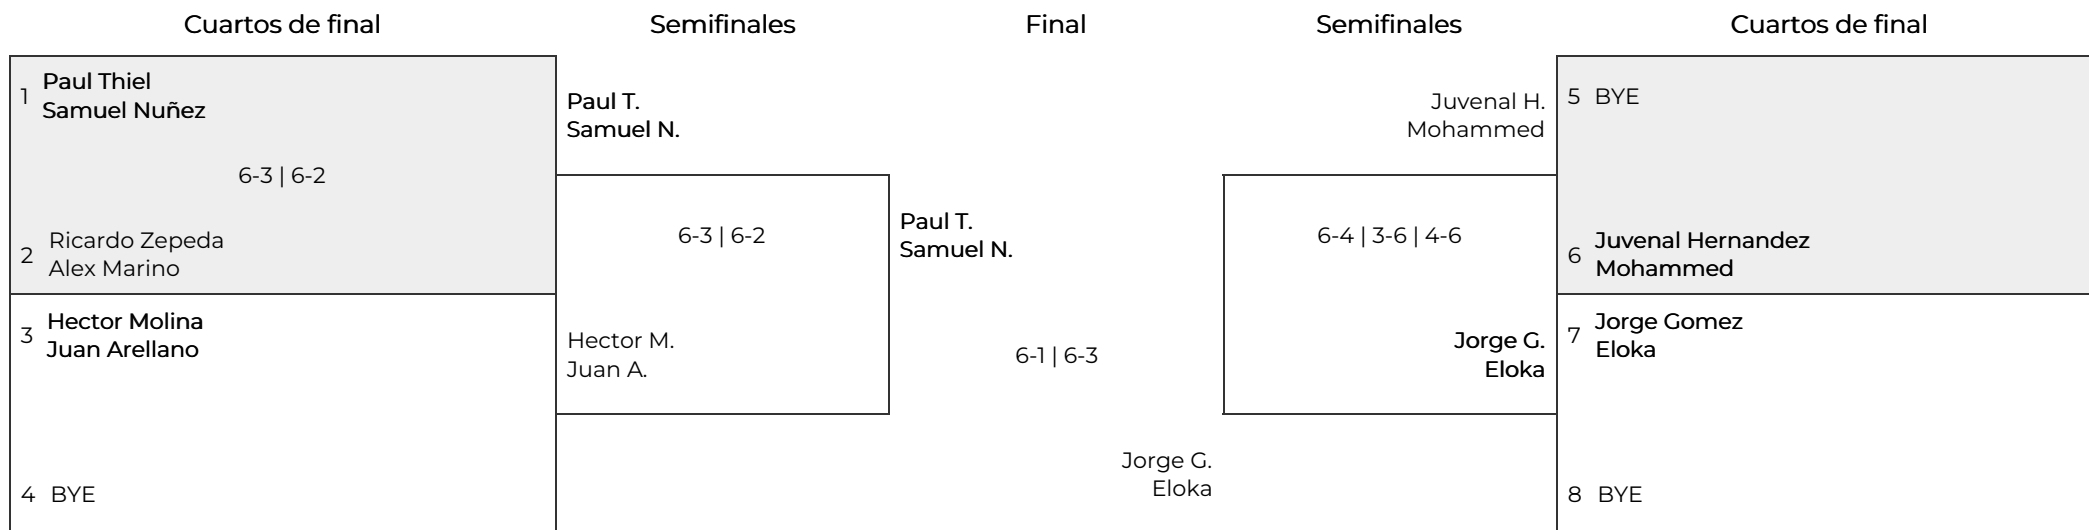 Cuartos de final
Semifinales
Final
Semifinales
Cuartos de final
1
Paul Thiel
Samuel Nuñez
6-3 | 6-2
2
Ricardo Zepeda
Alex Marino
3
Hector Molina
Juan Arellano
4 BYE
Paul T.
Samuel N.
6-3 | 6-2
Hector M.
Juan A.
Paul T.
Samuel N.
6-1 | 6-3
Jorge G.
Eloka
Juvenal H.
Mohammed
6-4 | 3-6 | 4-6
Jorge G.
Eloka
5 BYE
6
Juvenal Hernandez
Mohammed
7
Jorge Gomez
Eloka
8 BYE